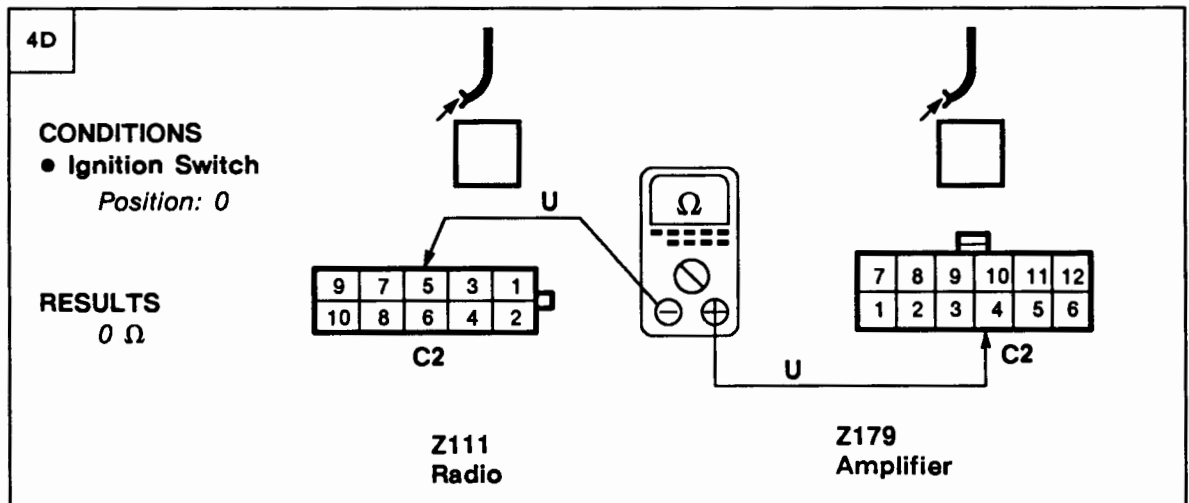 4D
CONDITIONS
● Ignition Switch
Position: 0
RESULTS
0 Ω
U
Ω
9 7 5 3 1
10 8 6 4 2
C2
Z111
Radio
− +
U
7 8 9 10 11 12
1 2 3 4 5 6
C2
Z179
Amplifier